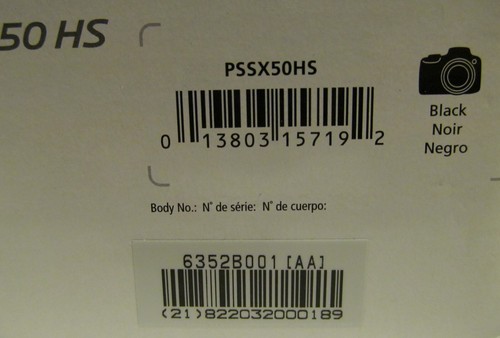 50 HS
PSSX50HS
0 13803 15719 2
Black
Noir
Negro
Body No.: N° de série: N° de cuerpo:
6352B001 [AA]
(21)822032000189